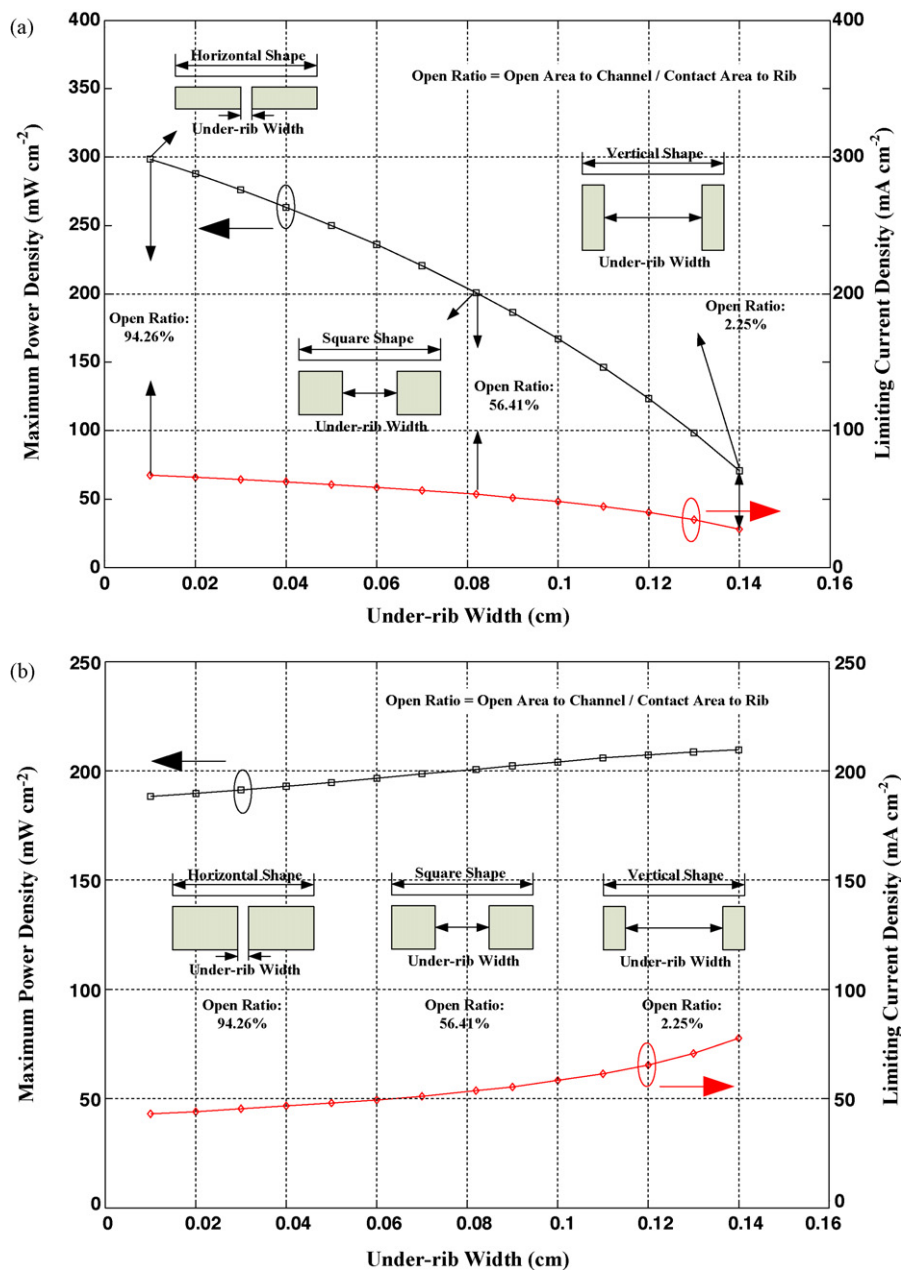 (a)
400
350
300
250
200
150
100
50
0
Maximum Power Density (mW cm-2)
400
300
200
100
0
Limiting Current Density (mA cm-2)
Horizontal Shape
Under-rib Width
Open Ratio = Open Area to Channel / Contact Area to Rib
Vertical Shape
Under-rib Width
Open Ratio:
94.26%
Square Shape
Under-rib Width
Open Ratio:
56.41%
Open Ratio:
2.25%
0 0.02 0.04 0.06 0.08 0.1 0.12 0.14 0.16
Under-rib Width (cm)
(b)
250
200
150
100
50
0
Maximum Power Density (mW cm-2)
250
200
150
100
50
0
Limiting Current Density (mA cm-2)
Open Ratio = Open Area to Channel / Contact Area to Rib
Horizontal Shape
Under-rib Width
Open Ratio:
94.26%
Square Shape
Under-rib Width
Open Ratio:
56.41%
Vertical Shape
Under-rib Width
Open Ratio:
2.25%
0 0.02 0.04 0.06 0.08 0.1 0.12 0.14 0.16
Under-rib Width (cm)